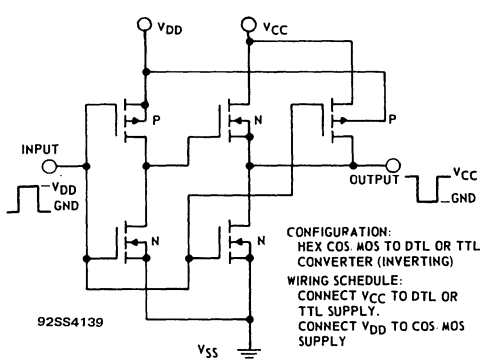 VDD
VCC
P
N
P
INPUT
VDD
GND
OUTPUT
VCC
GND
N
N
CONFIGURATION:
HEX COS MOS TO DTL OR TTL
CONVERTER (INVERTING)
WIRING SCHEDULE:
CONNECT VCC TO DTL OR
TTL SUPPLY.
CONNECT VDD TO COS MOS
SUPPLY
92SS4139
VSS